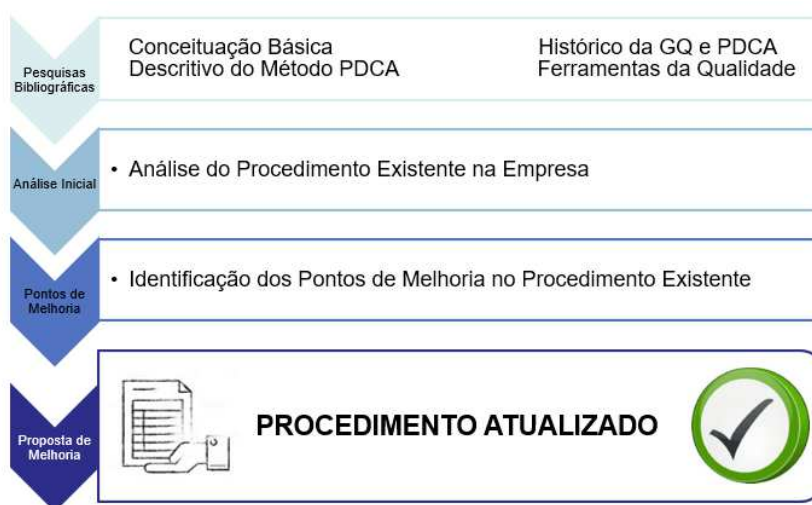 Pesquisas
Bibliográficas
Conceituação Básica
Descritivo do Método PDCA
Histórico da GQ e PDCA
Ferramentas da Qualidade
Análise Inicial
• Análise do Procedimento Existente na Empresa
Pontos de
Melhoria
• Identificação dos Pontos de Melhoria no Procedimento Existente
Proposta de
Melhoria
PROCEDIMENTO ATUALIZADO